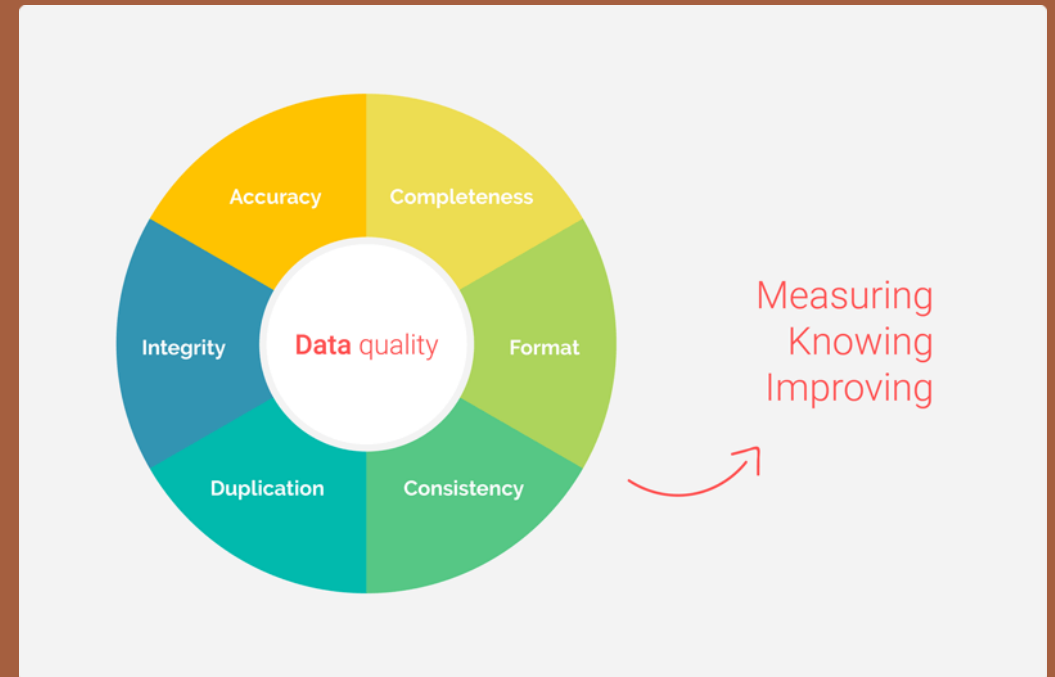 Accuracy
Completeness
Integrity
Data quality
Format
Duplication
Consistency
Measuring
Knowing
Improving